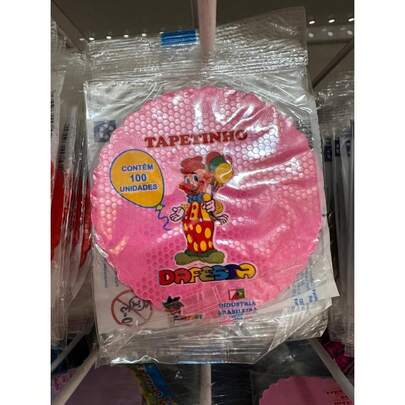 TAPETINHO
CONTÉM
100
UNIDADES
DAFESTA
INDÚSTRIA
BRASILEIRA